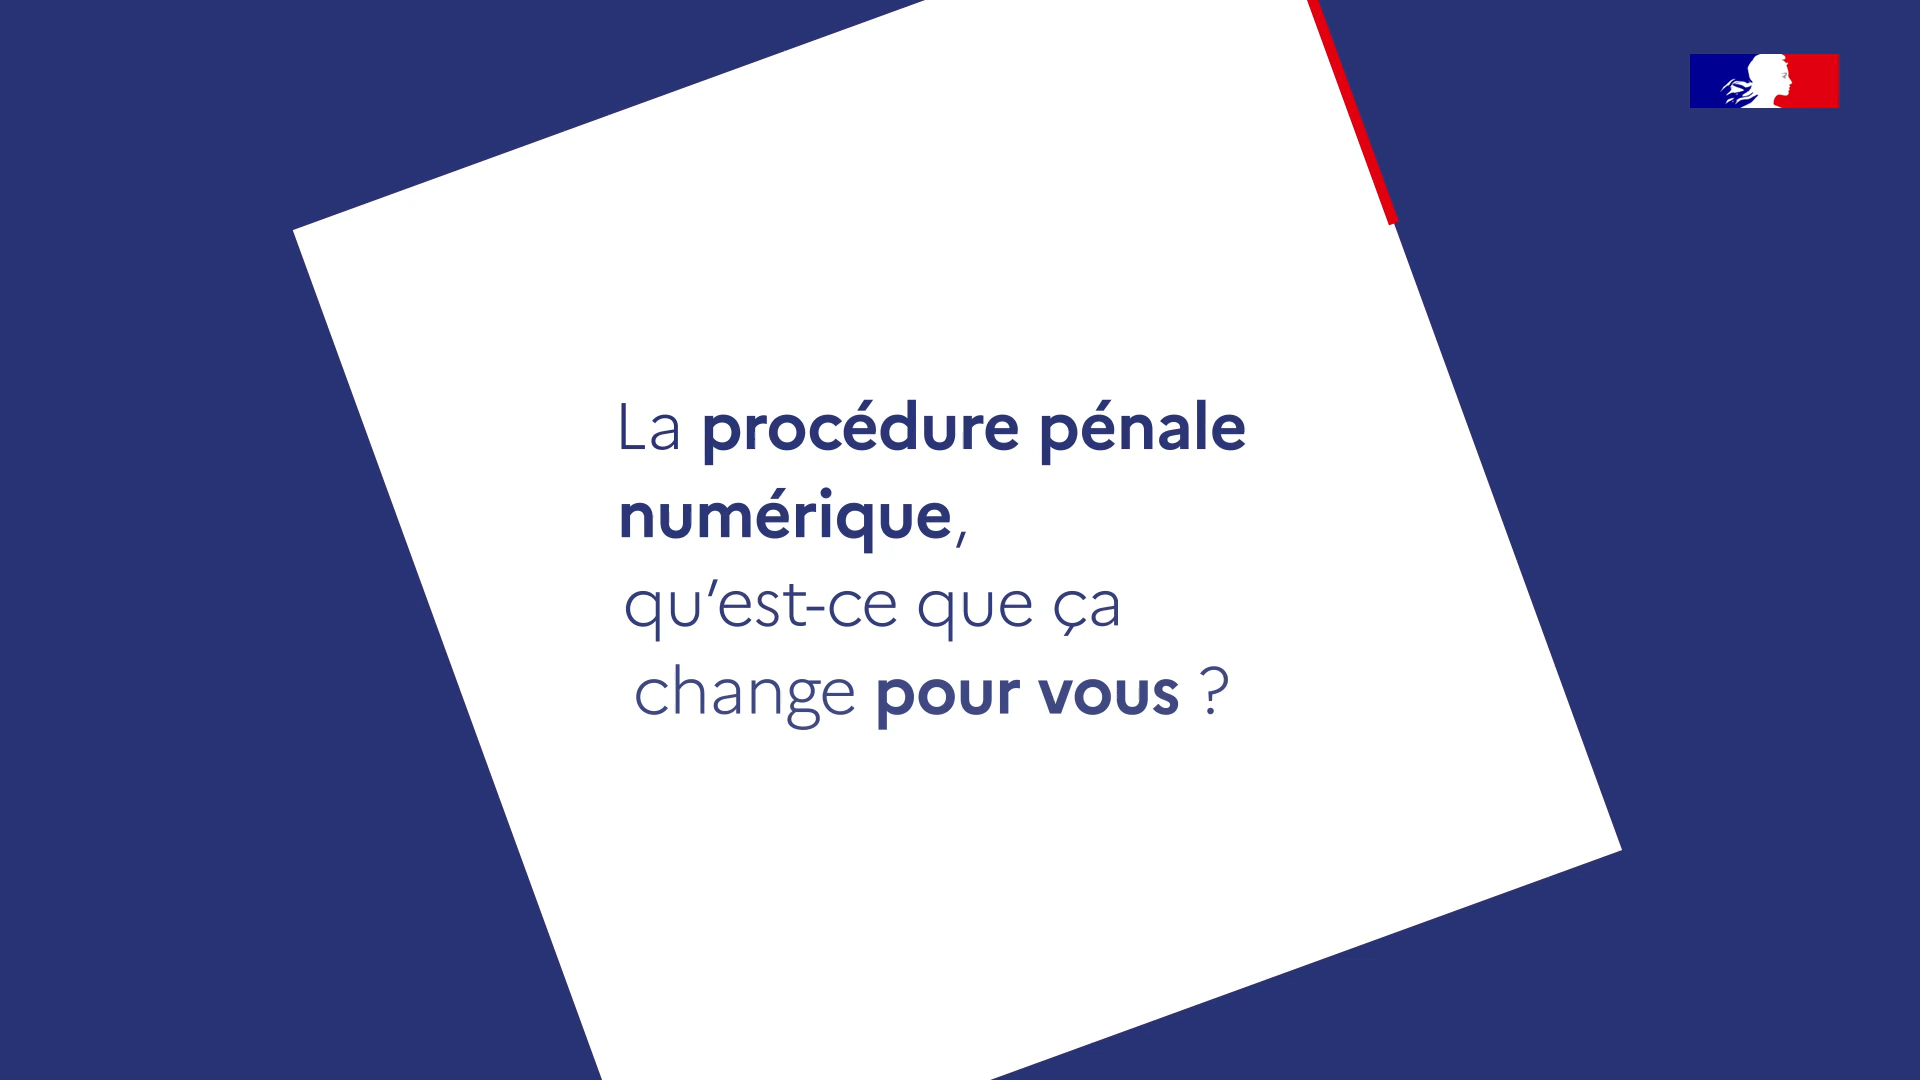 La procédure pénale
numérique,
qu’est-ce que ça
change pour vous ?